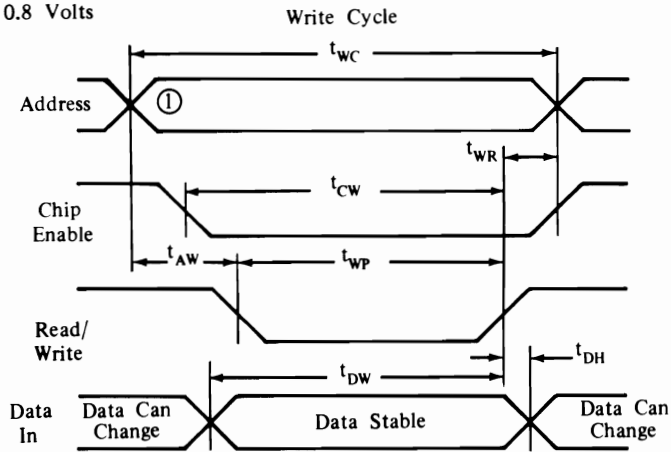 0.8 Volts
Write Cycle
tWC
Address
①
tWR
tCW
Chip
Enable
tAW
tWP
Read/
Write
tDH
tDW
Data
In
Data Can
Change
Data Stable
Data Can
Change